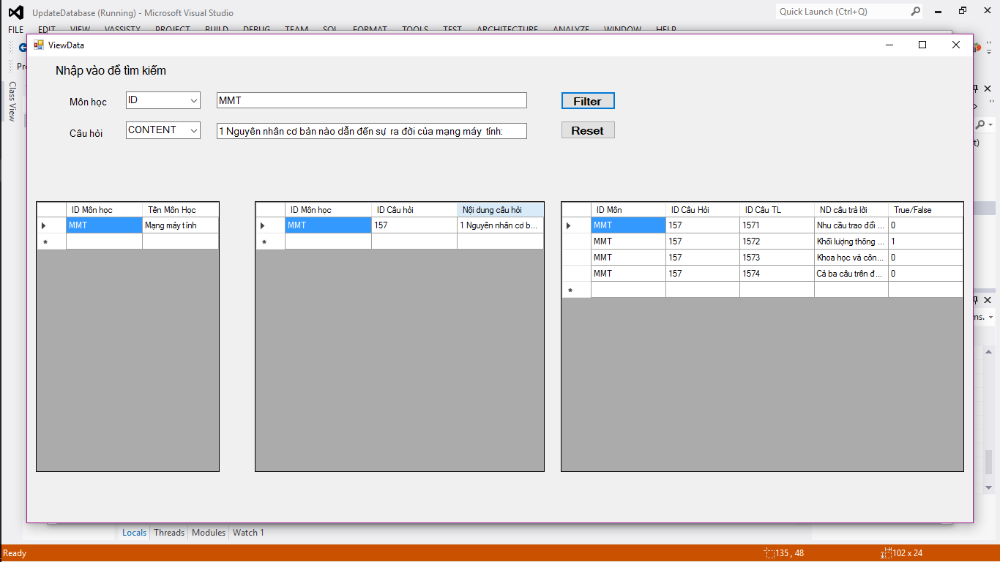 UpdateDatabase (Running) - Microsoft Visual Studio
Quick Launch (Ctrl+Q)
FILE EDIT VIEW VASSISTX PROJECT BUILD DEBUG TEAM SQL FORMAT TOOLS TEST ARCHITECTURE ANALYZE WINDOW HELP
ViewData
Class View
Nhập vào để tìm kiếm
Môn học ID MMT Filter
Câu hỏi CONTENT 1 Nguyên nhân cơ bản nào dẫn đến sự ra đời của mạng máy tính: Reset
ID Môn học Tên Môn Học
MMT Mạng máy tính
*
ID Môn học ID Câu hỏi Nội dung câu hỏi
MMT 157 1 Nguyên nhân cơ b...
*
ID Môn ID Câu Hỏi ID Câu TL ND câu trả lời True/False
MMT 157 1571 Nhu cầu trao đổi ... 0
MMT 157 1572 Khối lượng thông ... 1
MMT 157 1573 Khoa học và côn... 0
MMT 157 1574 Cả ba câu trên đ... 0
*
ms.
Locals Threads Modules Watch 1
Ready 135 , 48 102 x 24